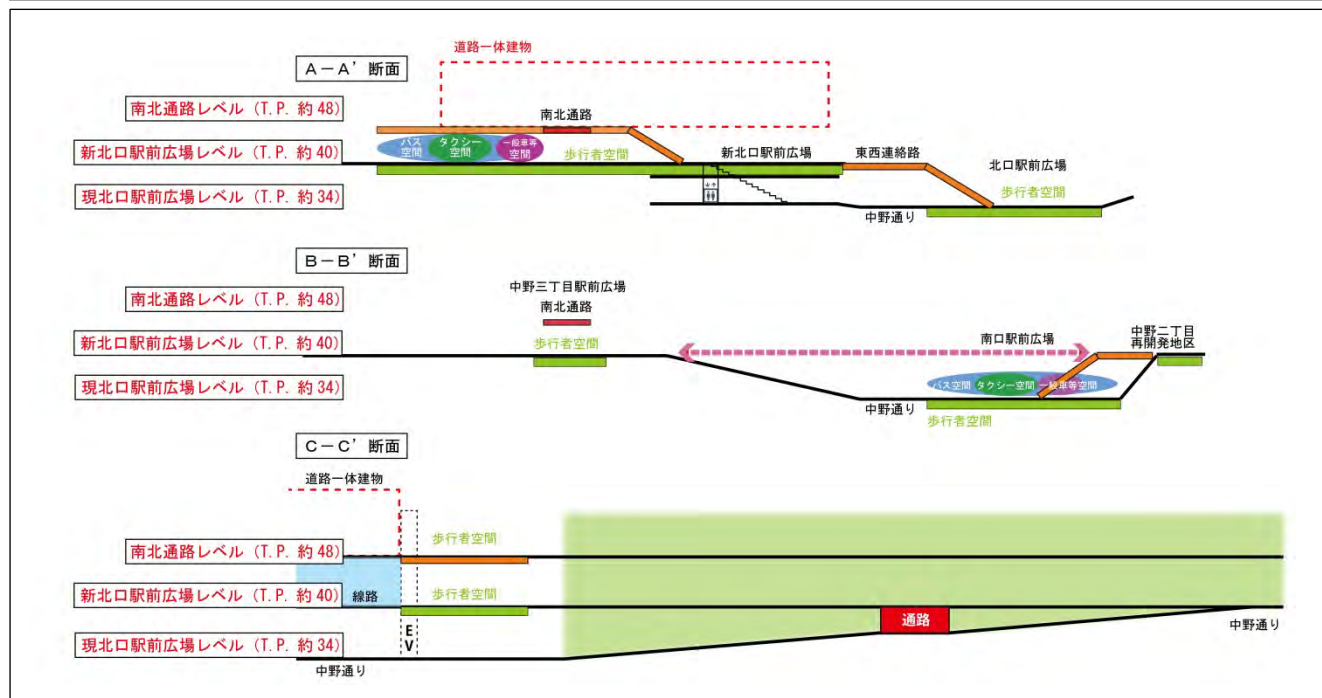 A-A’断面
道路一体建物
南北通路レベル (T.P. 約48)
南北通路
バス
空間
タクシー
空間
一般車等
空間
新北口駅前広場レベル (T.P. 約40)
歩行者空間
新北口駅前広場
東西連絡路
北口駅前広場
現北口駅前広場レベル (T.P. 約34)
歩行者空間
中野通り
B-B’断面
中野三丁目駅前広場
南北通路レベル (T.P. 約48)
南北通路
新北口駅前広場レベル (T.P. 約40)
歩行者空間
南口駅前広場
中野二丁目
再開発地区
現北口駅前広場レベル (T.P. 約34)
バス空間
タクシー空間
一般車等空間
中野通り
歩行者空間
C-C’断面
道路一体建物
歩行者空間
南北通路レベル (T.P. 約48)
新北口駅前広場レベル (T.P. 約40)
線路
歩行者空間
通路
中野通り
現北口駅前広場レベル (T.P. 約34)
EV
中野通り